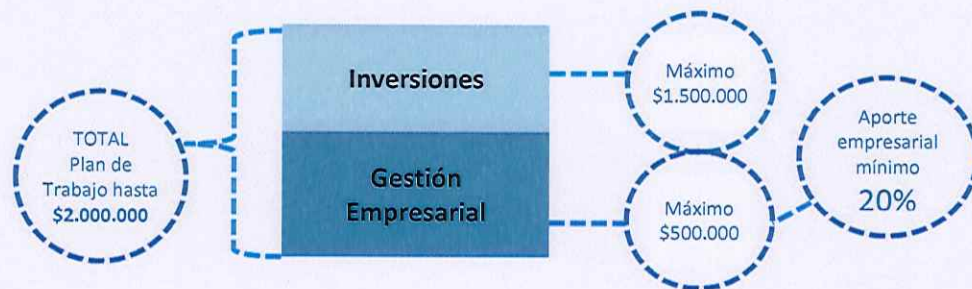 TOTAL
Plan de
Trabajo hasta
$2.000.000
Inversiones
Gestión
Empresarial
Máximo
$1.500.000
Máximo
$500.000
Aporte
empresarial
mínimo
20%